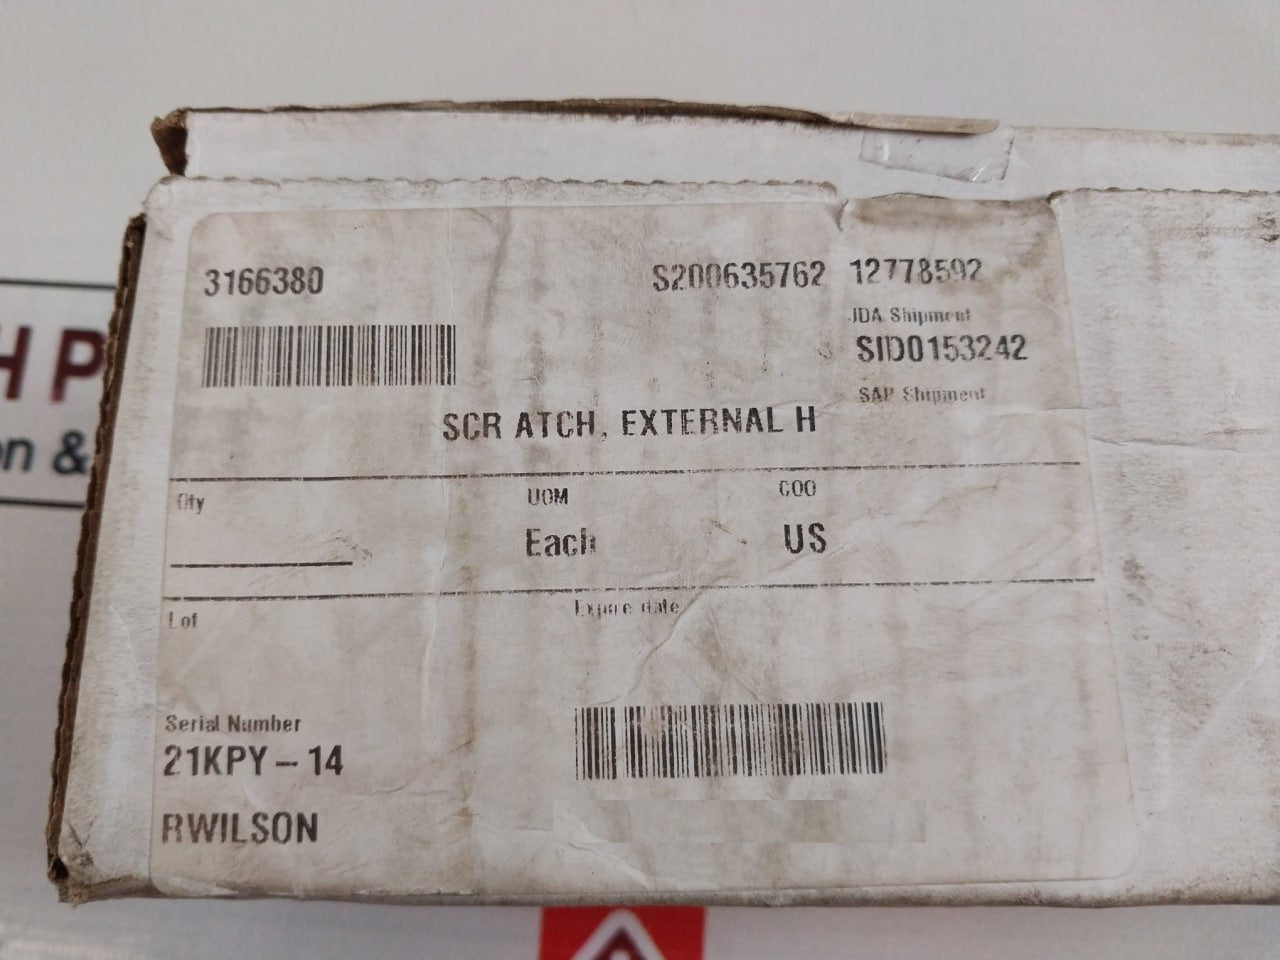 3166380 S200635762 12778592
JDA Shipment
SID0153242
SAP Shipment
SCR ATCH, EXTERNAL H
Qty UOM COO
Each US
Lot Expire date
Serial Number
21KPY-14
RWILSON
H P
on &